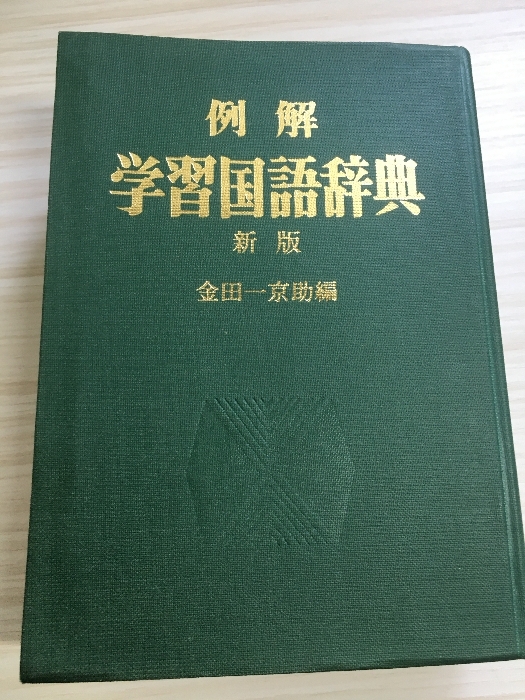 例解
学習国語辞典
新版
金田一京助編